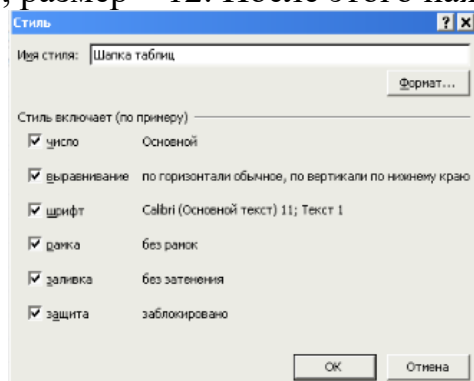 , размер – 12. После этого наж
Стиль
Имя стиля: Шапка таблиц
Формат...
Стиль включает (по примеру)
число Основной
выравнивание по горизонтали обычное, по вертикали по нижнему краю
шрифт Calibri (Основной текст) 11; Текст 1
рамка без рамок
заливка без затенения
защита заблокировано
ОК Отмена